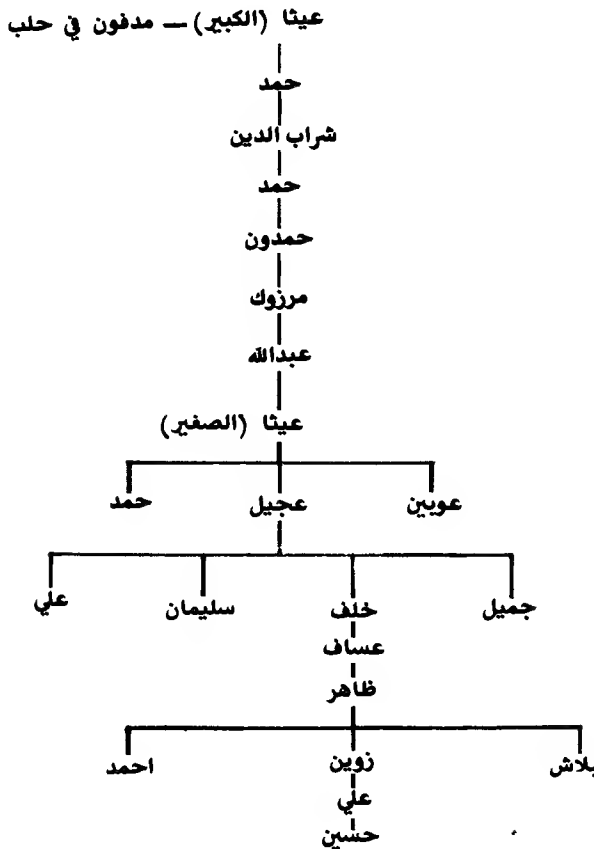 عيثا (الكبير) — مدفون في حلب
حمد
شراب الدين
حمد
حمدون
مرزوك
عبدالله
عيثا (الصغير)
عوبين عجيل حمد
جميل خلف سليمان علي
عساف
ظاهر
بلاش زوين احمد
علي
حسين